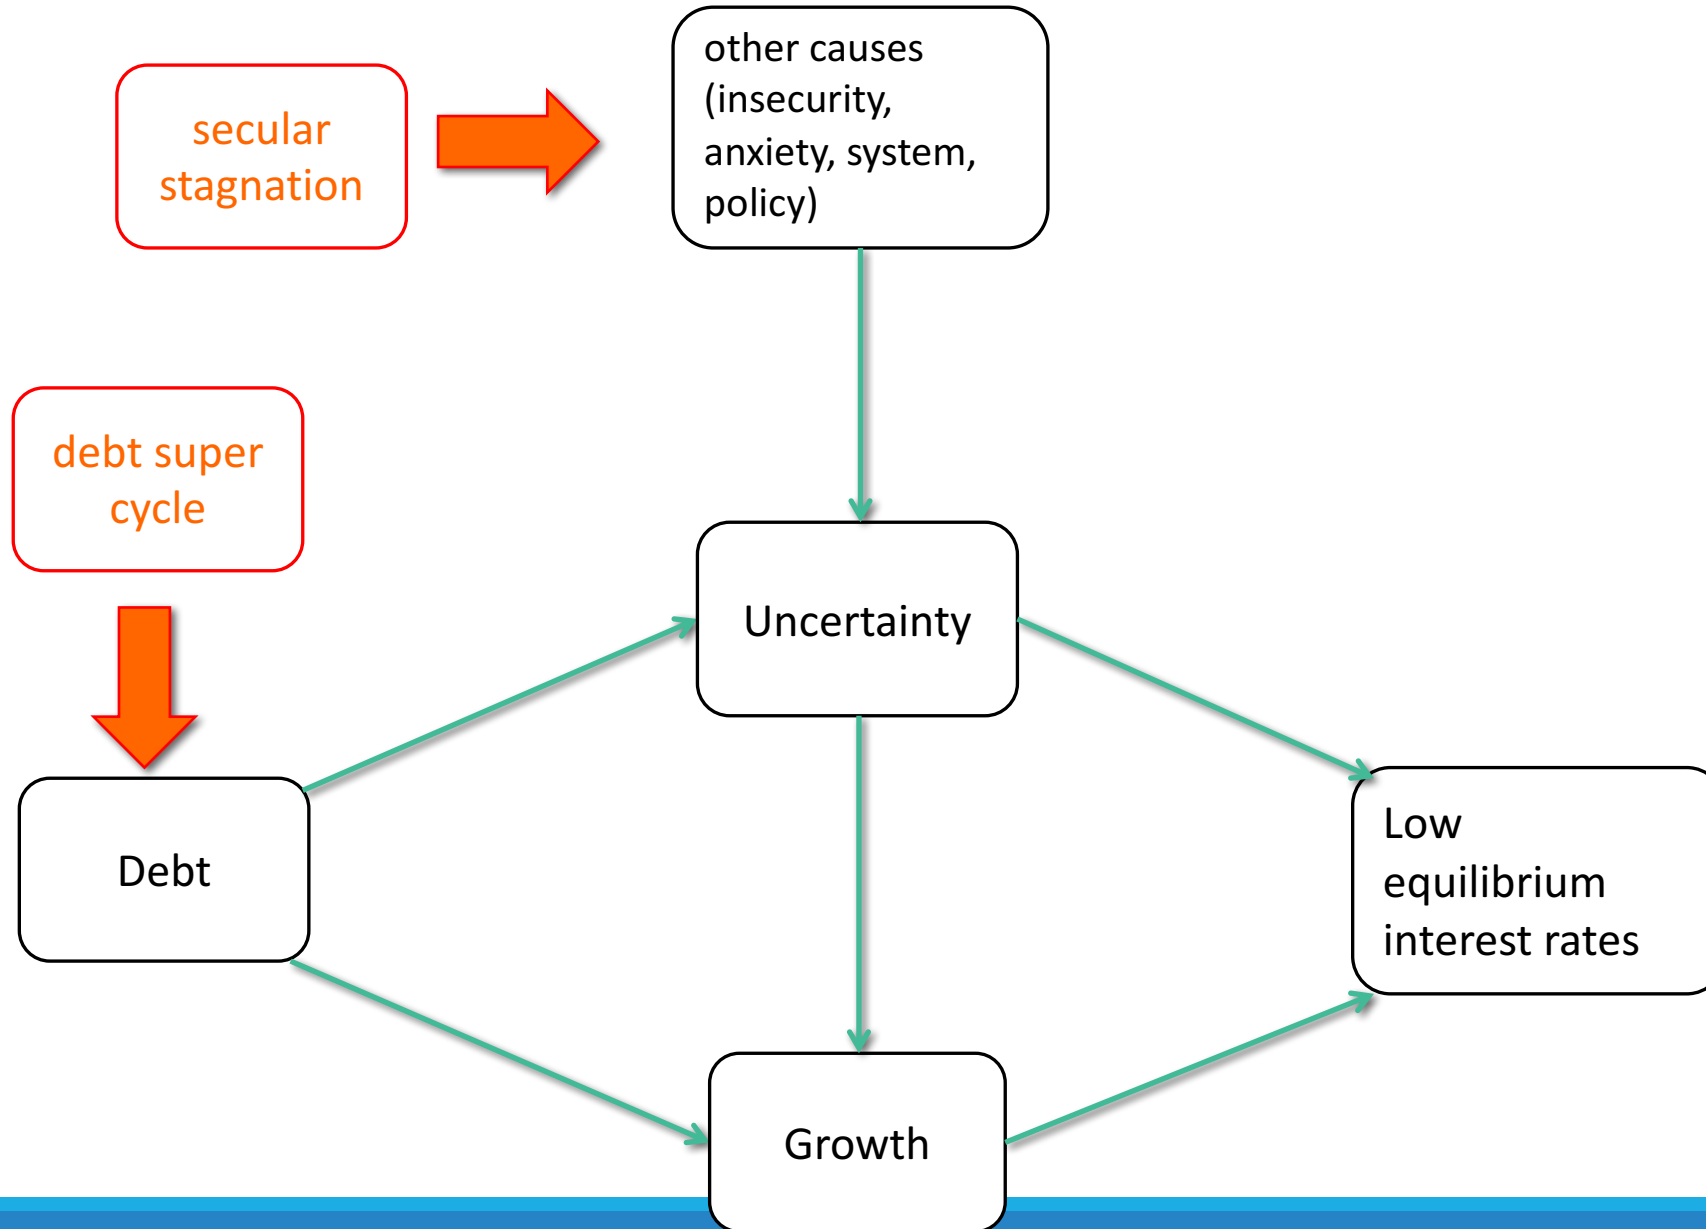 other causes
(insecurity,
anxiety, system,
policy)
secular
stagnation
debt super
cycle
Uncertainty
Debt
Low
equilibrium
interest rates
Growth